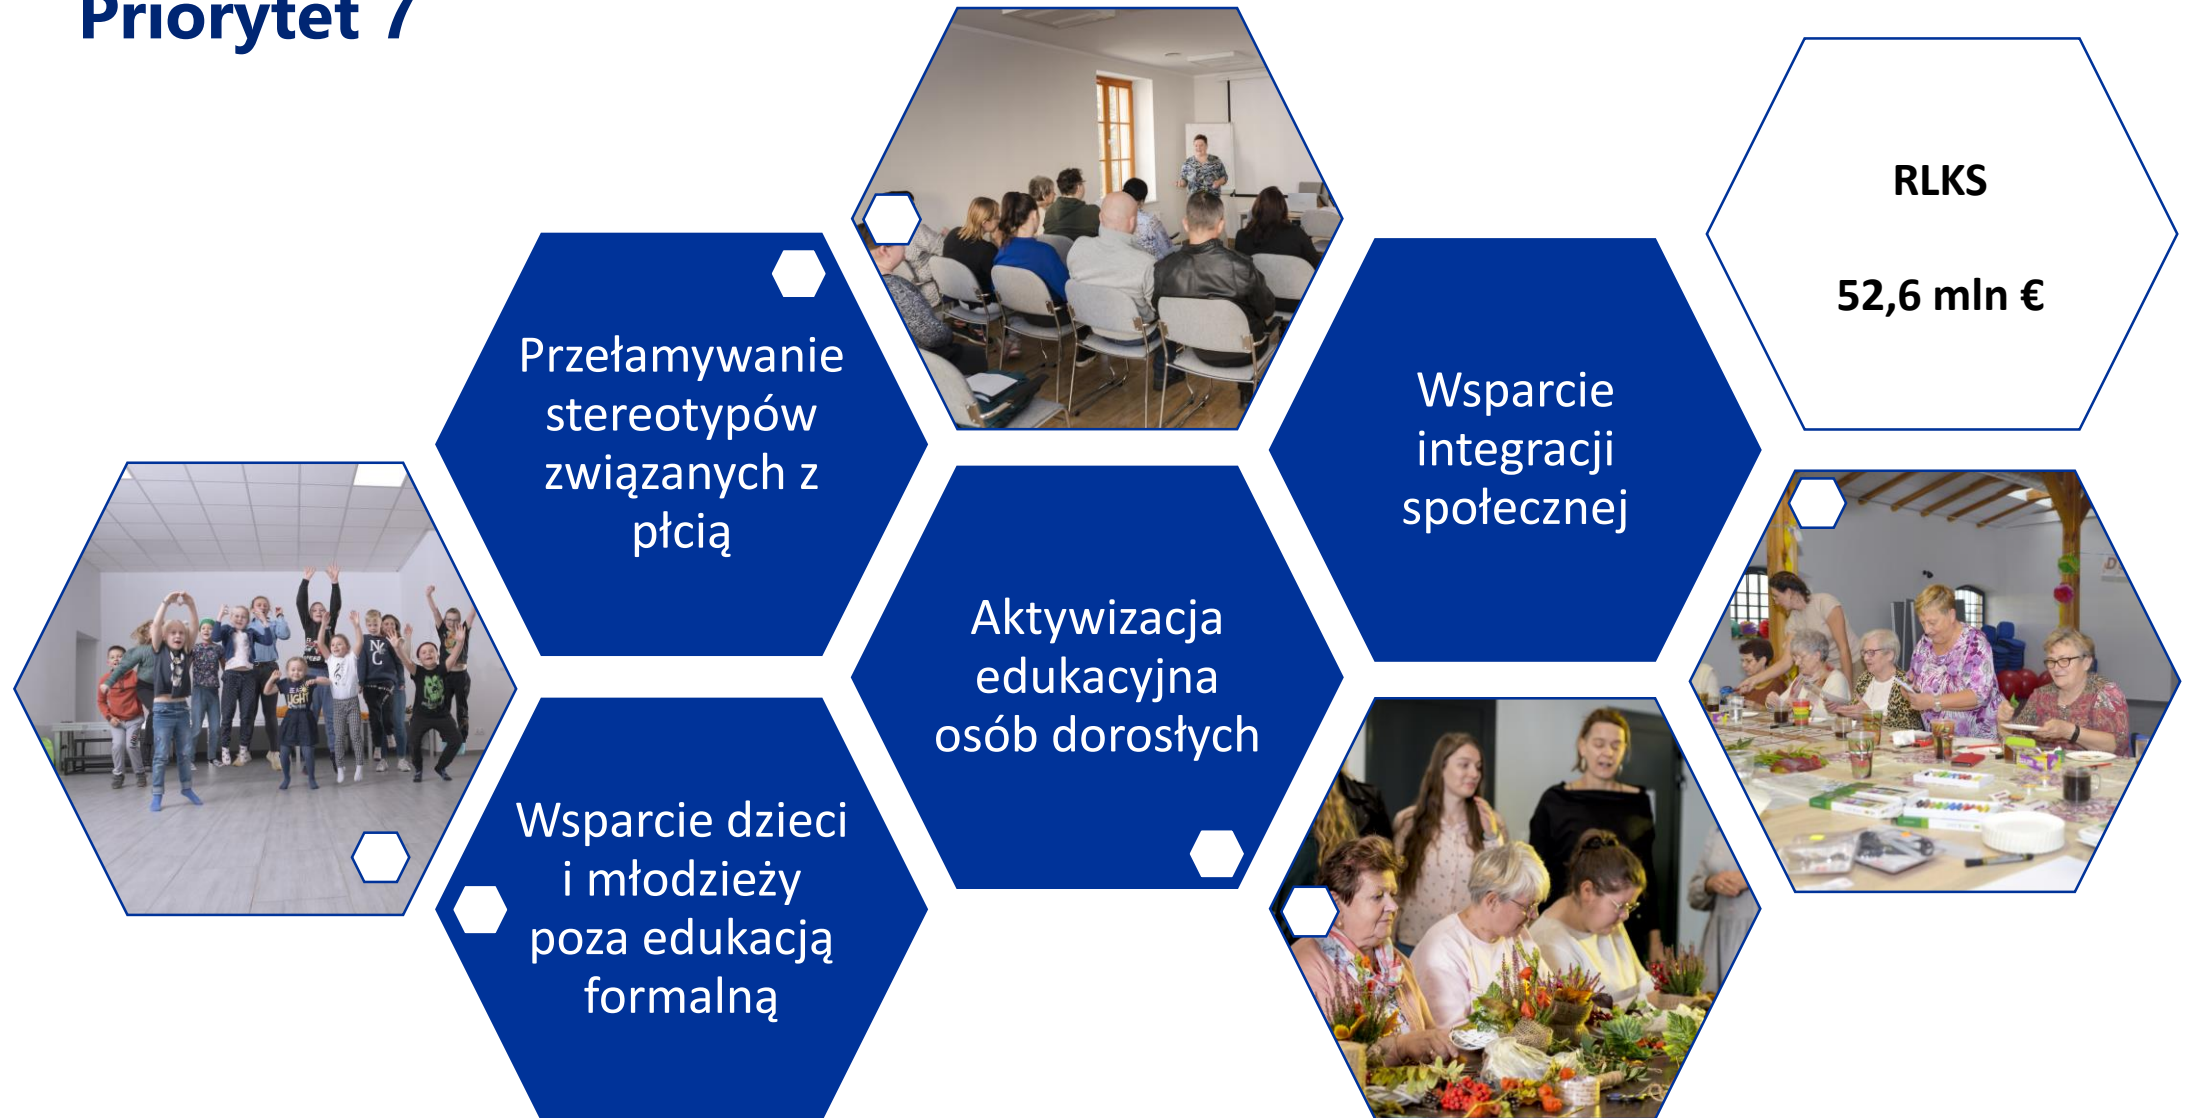 Priorytet 7
RLKS
52,6 mln €
Przełamywanie
stereotypów
związanych z
płcią
Wsparcie
integracji
społecznej
Aktywizacja
edukacyjna
osób dorosłych
Wsparcie dzieci
i młodzieży
poza edukacją
formalną